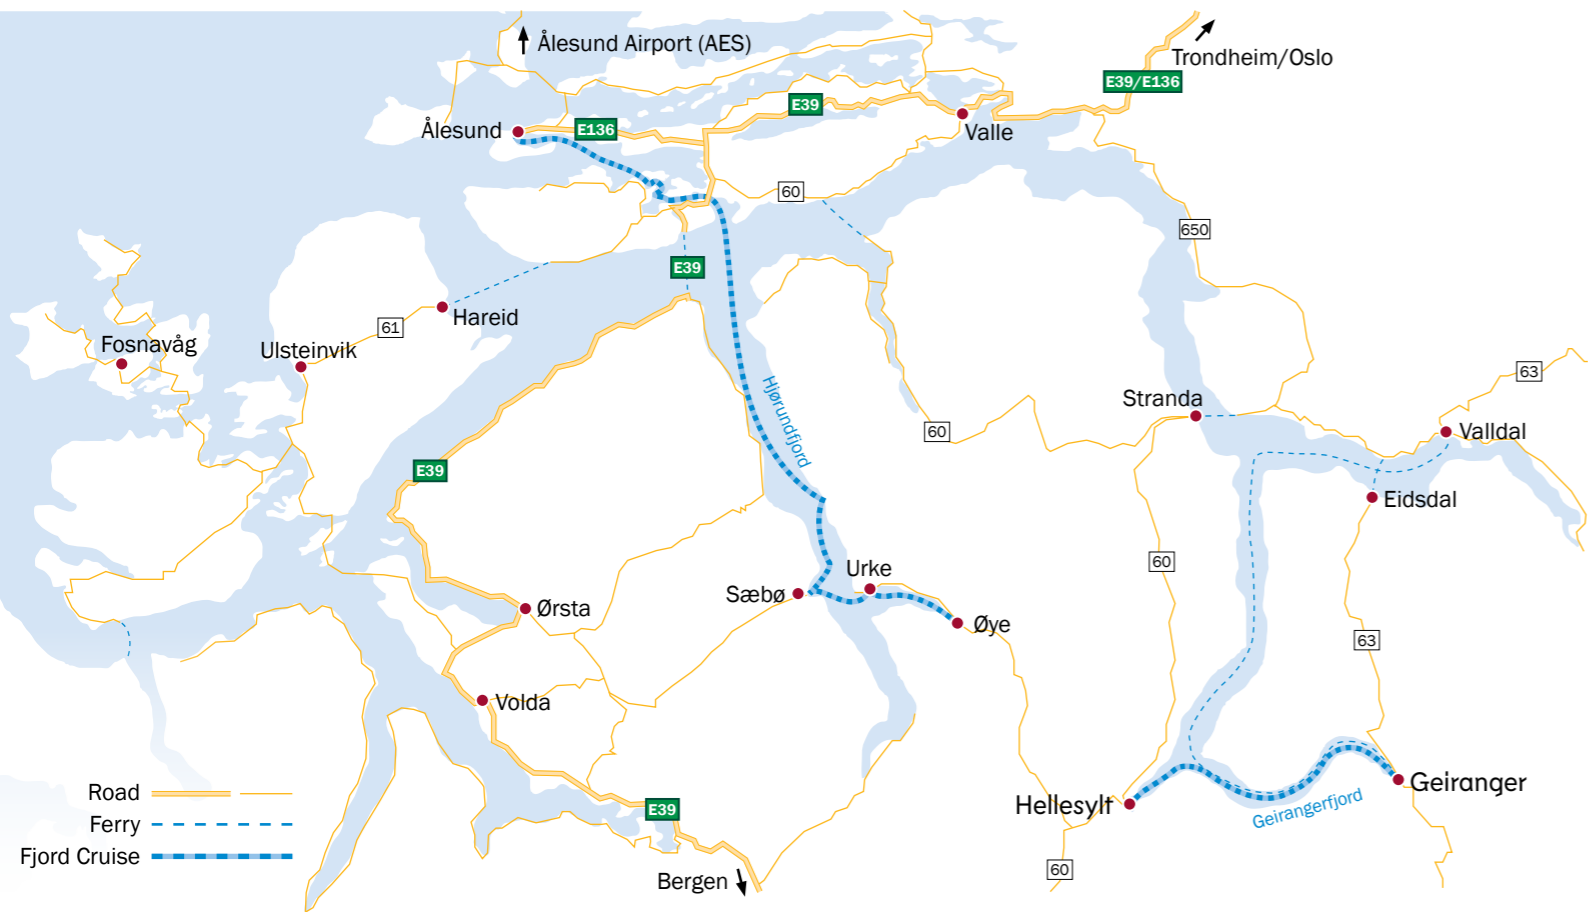 Ålesund Airport (AES)
Trondheim/Oslo
E39/E136
E39
Ålesund
E136
Valle
60
650
E39
Hareid
61
Fosnavåg
Ulsteinvik
63
Hjørundfjord
Stranda
60
Valldal
E39
Eidsdal
60
Urke
Sæbø
Ørsta
Øye
63
Volda
Road
Ferry
Fjord Cruise
E39
Hellesylt
Geirangerfjord
Geiranger
60
Bergen